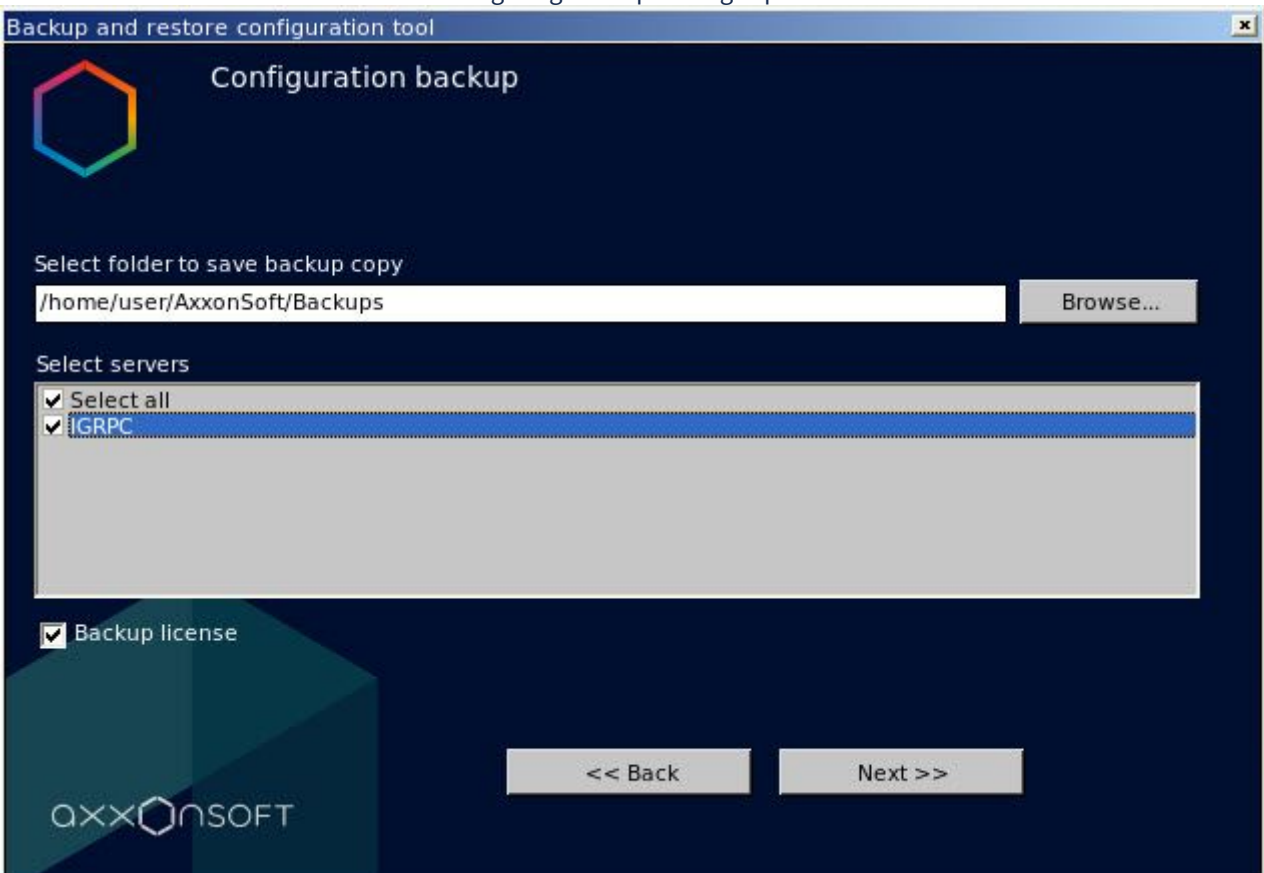 Backup and restore configuration tool
Configuration backup
Select folder to save backup copy
/home/user/AxxonSoft/Backups
Browse...
Select servers
Select all
IGRPC
Backup license
<< Back
Next >>
axxonsoft